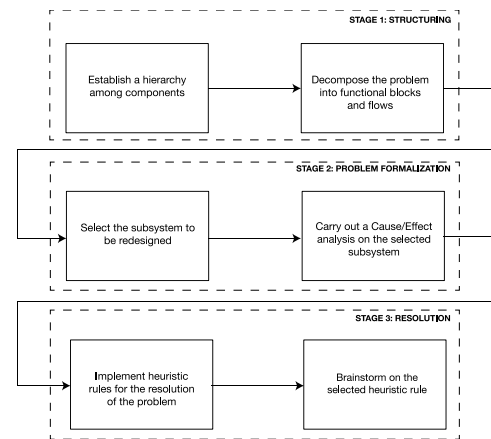 STAGE 1: STRUCTURING
Establish a hierarchy
among components
Decompose the problem
into functional blocks
and flows
STAGE 2: PROBLEM FORMALIZATION
Select the subsystem to
be redesigned
Carry out a Cause/Effect
analysis on the selected
subsystem
STAGE 3: RESOLUTION
Implement heuristic
rules for the resolution
of the problem
Brainstorm on the
selected heuristic rule